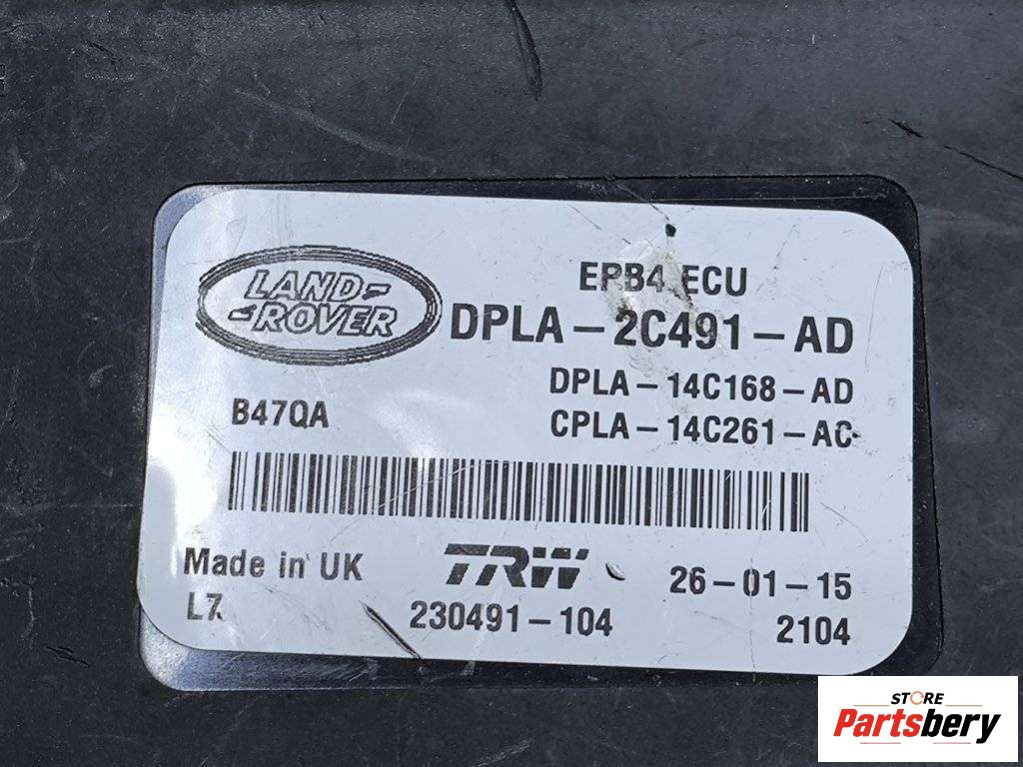 LAND-
-ROVER
EPB4 ECU
DPLA-2C491-AD
DPLA-14C168-AD
B47QA
CPLA-14C261-AC
Made in UK
TRW
26-01-15
L7
230491-104
2104
STORE
Partsbery